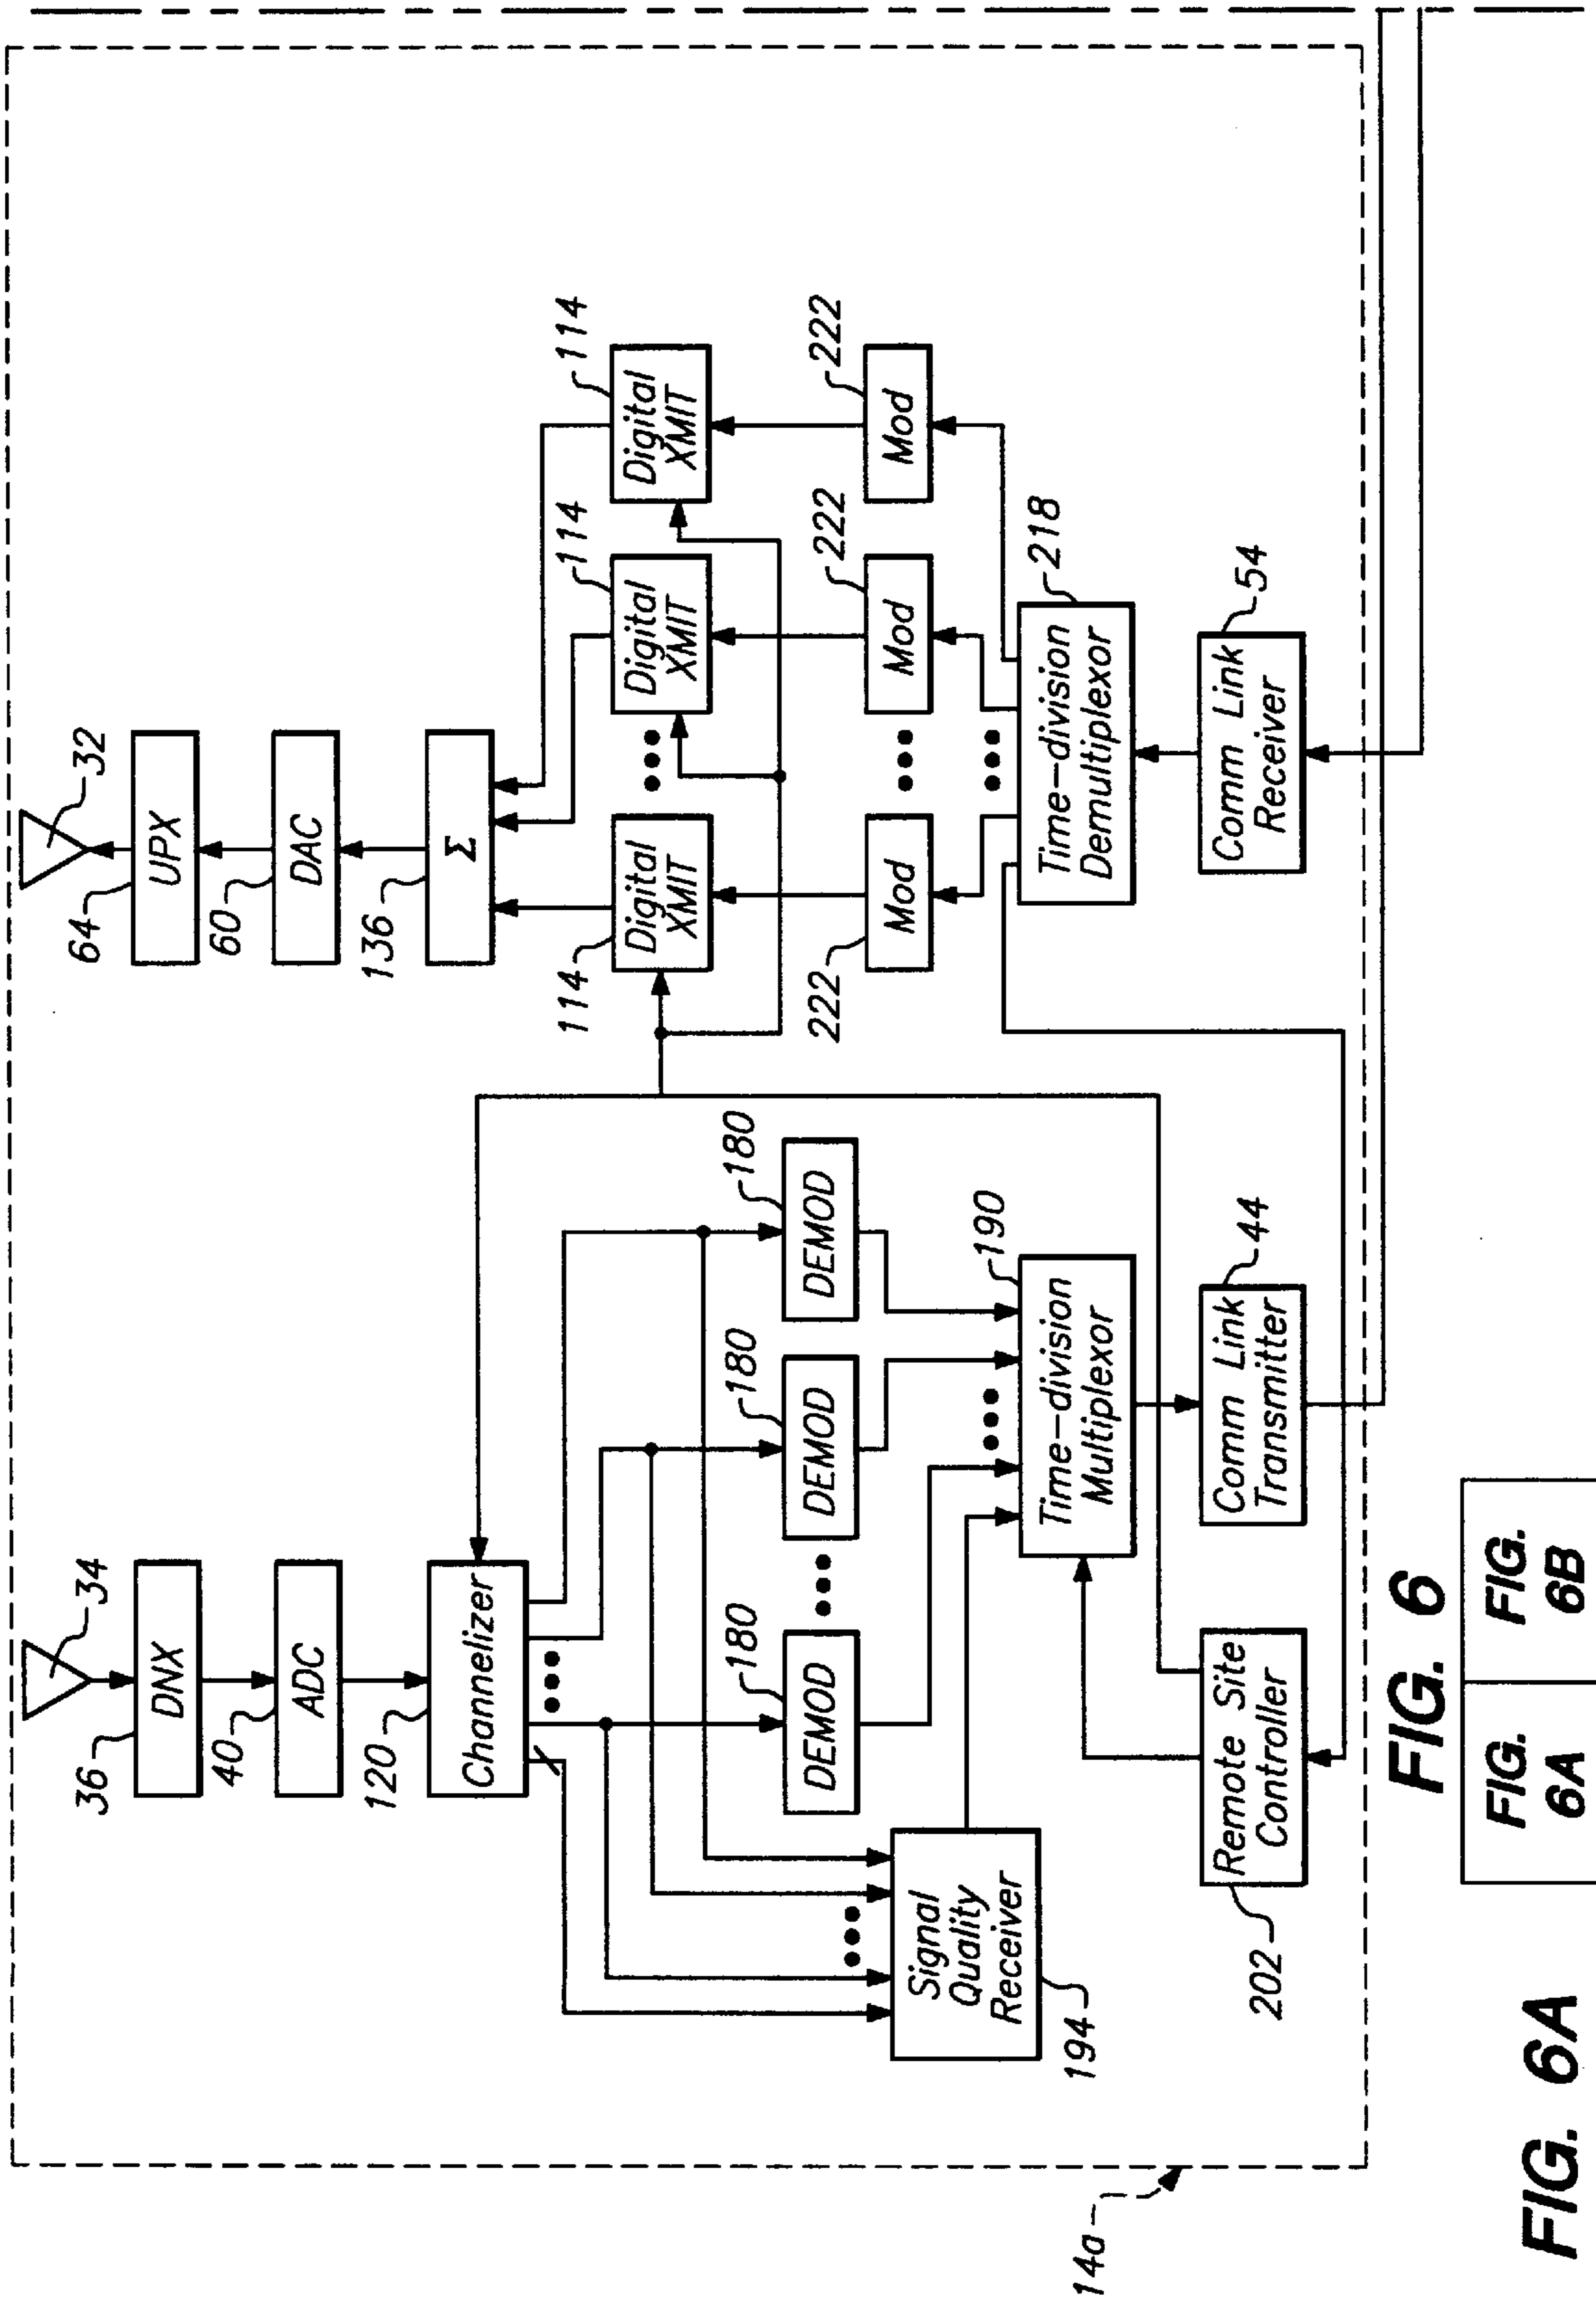 34
32
36
DNX
64
UPX
40
ADC
60
DAC
120
Channelizer
136
Σ
114
Digital
XMIT
114
Digital
XMIT
114
Digital
XMIT
180
DEMOD
180
DEMOD
180
DEMOD
222
Mod
222
Mod
222
Mod
Signal
Quality
Receiver
194
Time-division
Multiplexor
190
Time-division
Demultiplexor
218
Remote Site
Controller
202
Comm Link
Transmitter
44
Comm Link
Receiver
54
14a
FIG. 6
FIG.
6A
FIG.
6B
FIG. 6A